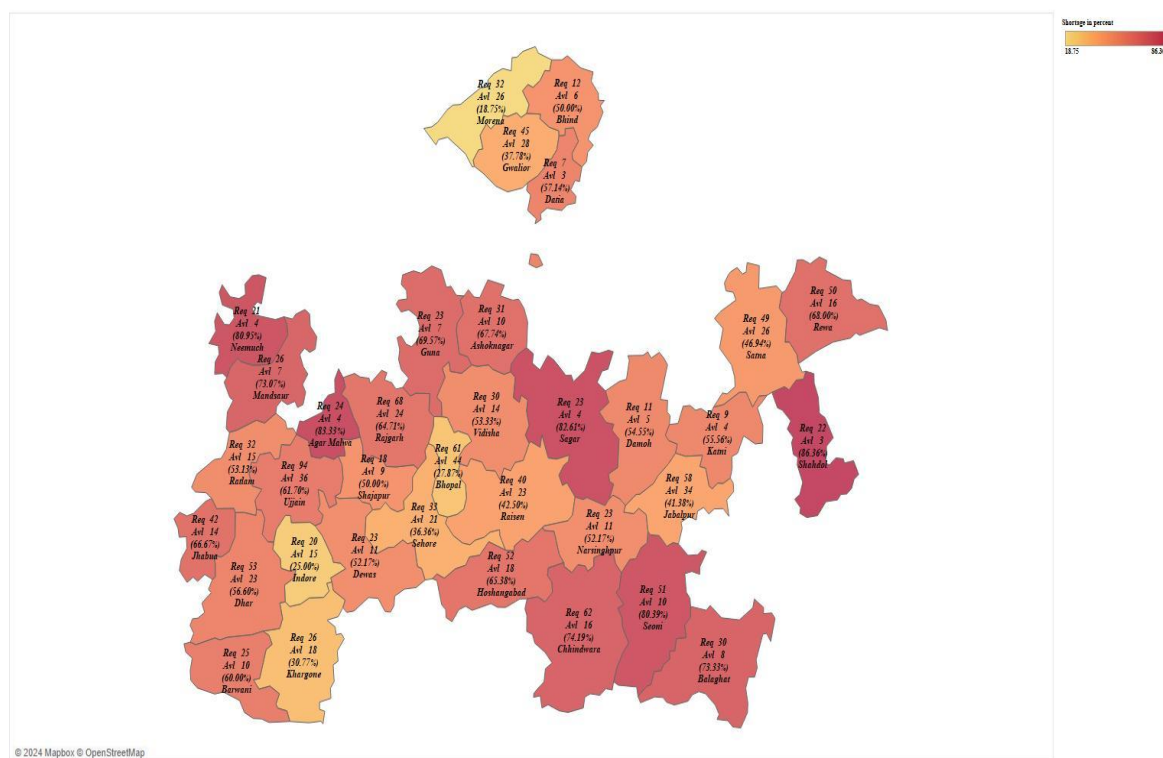 Shortage in percent
18.75
86.36
Req 32
Avl 26
(18.75%)
Morena
Req 12
Avl 6
(50.00%)
Bhind
Req 45
Avl 28
(37.78%)
Gwalior
Req 7
Avl 3
(57.14%)
Datia
Req 50
Avl 16
(68.00%)
Rewa
Req 49
Avl 26
(46.94%)
Satna
Req 21
Avl 4
(80.95%)
Neemuch
Req 26
Avl 7
(73.07%)
Mandsaur
Req 23
Avl 7
(69.57%)
Guna
Req 31
Avl 10
(67.74%)
Ashoknagar
Req 24
Avl 4
(83.33%)
Agar Malwa
Req 68
Avl 24
(64.71%)
Rajgarh
Req 30
Avl 14
(53.33%)
Vidisha
Req 23
Avl 4
(82.61%)
Sagar
Req 11
Avl 5
(54.55%)
Damoh
Req 9
Avl 4
(55.56%)
Katni
Req 22
Avl 3
(86.36%)
Shahdol
Req 32
Avl 15
(53.13%)
Ratlam
Req 94
Avl 36
(61.70%)
Ujjain
Req 18
Avl 9
(50.00%)
Shajapur
Req 61
Avl 44
(27.87%)
Bhopal
Req 33
Avl 21
(36.36%)
Sehore
Req 40
Avl 23
(42.50%)
Raisen
Req 58
Avl 34
(41.38%)
Jabalpur
Req 42
Avl 14
(66.67%)
Jhabua
Req 20
Avl 15
(25.00%)
Indore
Req 23
Avl 11
(52.17%)
Dewas
Req 23
Avl 11
(52.17%)
Narsinghpur
Req 53
Avl 23
(56.60%)
Dhar
Req 52
Avl 18
(65.38%)
Hoshangabad
Req 62
Avl 16
(74.19%)
Chhindwara
Req 51
Avl 10
(80.39%)
Seoni
Req 30
Avl 8
(73.33%)
Balaghat
Req 25
Avl 10
(60.00%)
Barwani
Req 26
Avl 18
(30.77%)
Khargone
© 2024 Mapbox © OpenStreetMap